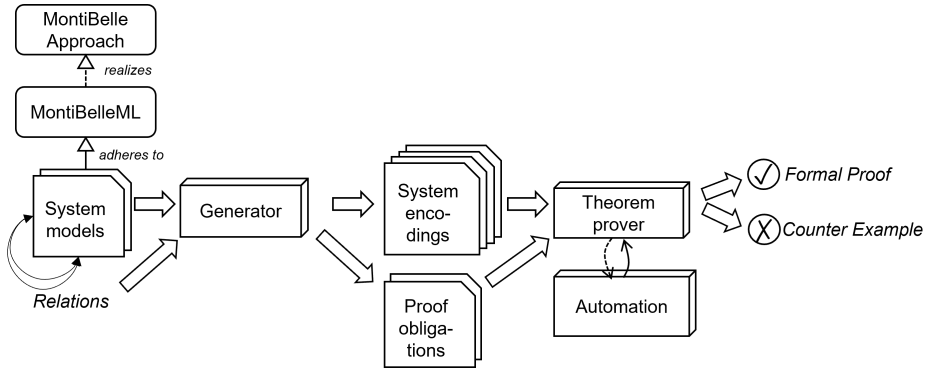 MontiBelle
Approach
realizes
MontiBelleML
adheres to
System
models
Relations
Generator
System
enco-
dings
Proof
obliga-
tions
Theorem
prover
Automation
Formal Proof
Counter Example